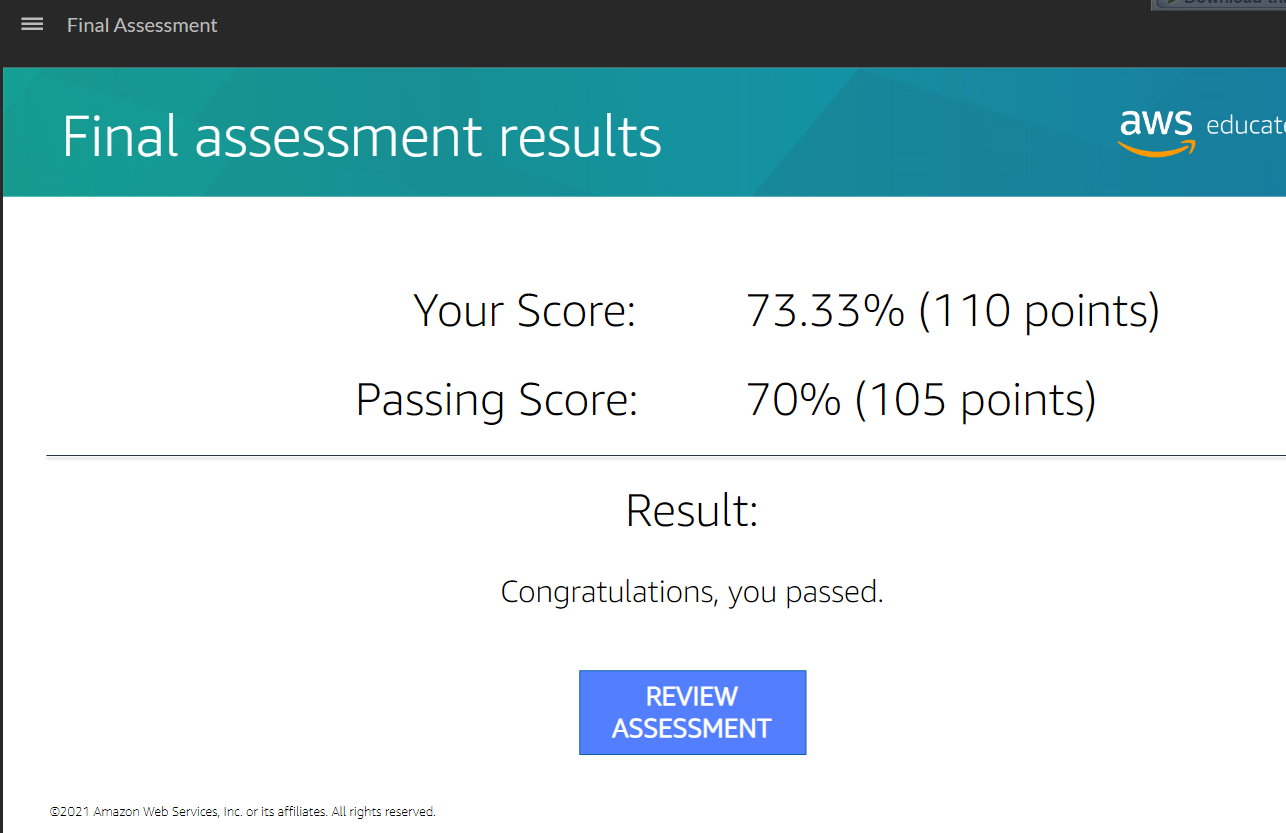 Final Assessment
Final assessment results
aws educate
Your Score: 73.33% (110 points)
Passing Score: 70% (105 points)
Result:
Congratulations, you passed.
REVIEW
ASSESSMENT
©2021 Amazon Web Services, Inc. or its affiliates. All rights reserved.